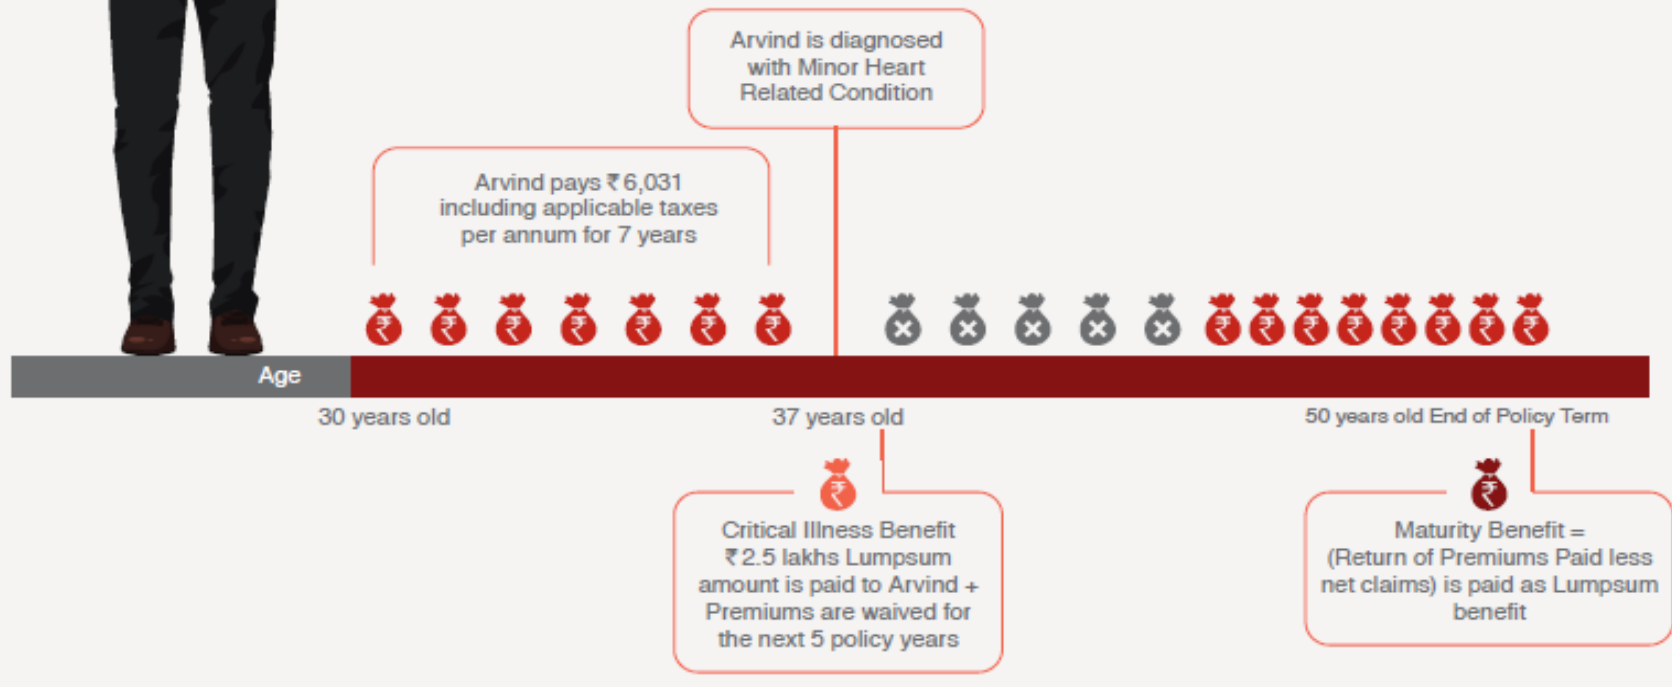 Arvind is diagnosed
with Minor Heart
Related Condition
Arvind pays ₹ 6,031
including applicable taxes
per annum for 7 years
Age
30 years old
37 years old
50 years old End of Policy Term
Critical Illness Benefit
₹ 2.5 lakhs Lumpsum
amount is paid to Arvind +
Premiums are waived for
the next 5 policy years
Maturity Benefit =
(Return of Premiums Paid less
net claims) is paid as Lumpsum
benefit